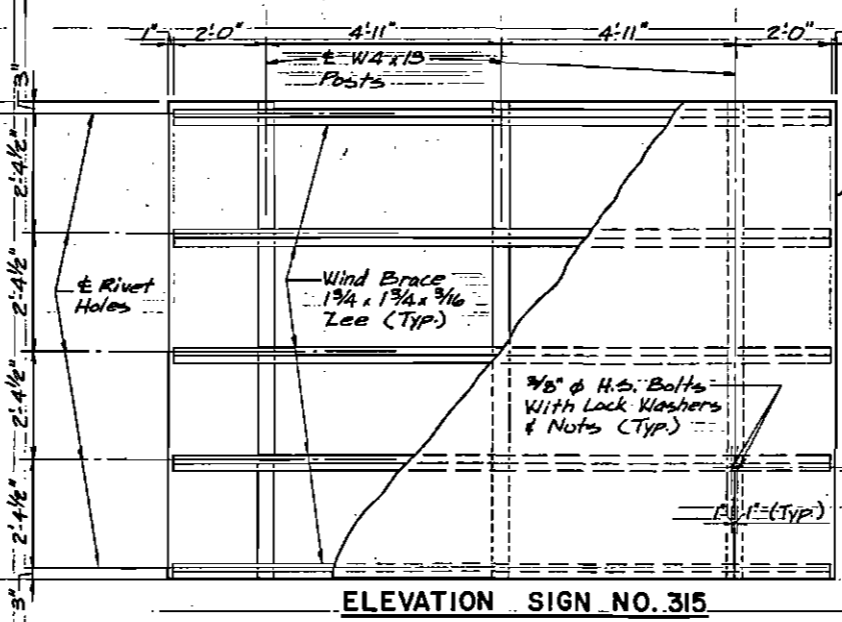 1" 2'-0" 4'-11" 4'-11" 2'-0"
℄ W4 x 13
Posts
3"
2'-4½"
2'-4½"
2'-4½"
2'-4½"
3"
℄ Rivet
Holes
Wind Brace
1¾ x 1¾ x 3/16
Zee (Typ.)
3/8" φ H.S. Bolts
With Lock Washers
& Nuts (Typ.)
1" 1" (Typ.)
ELEVATION SIGN NO. 315